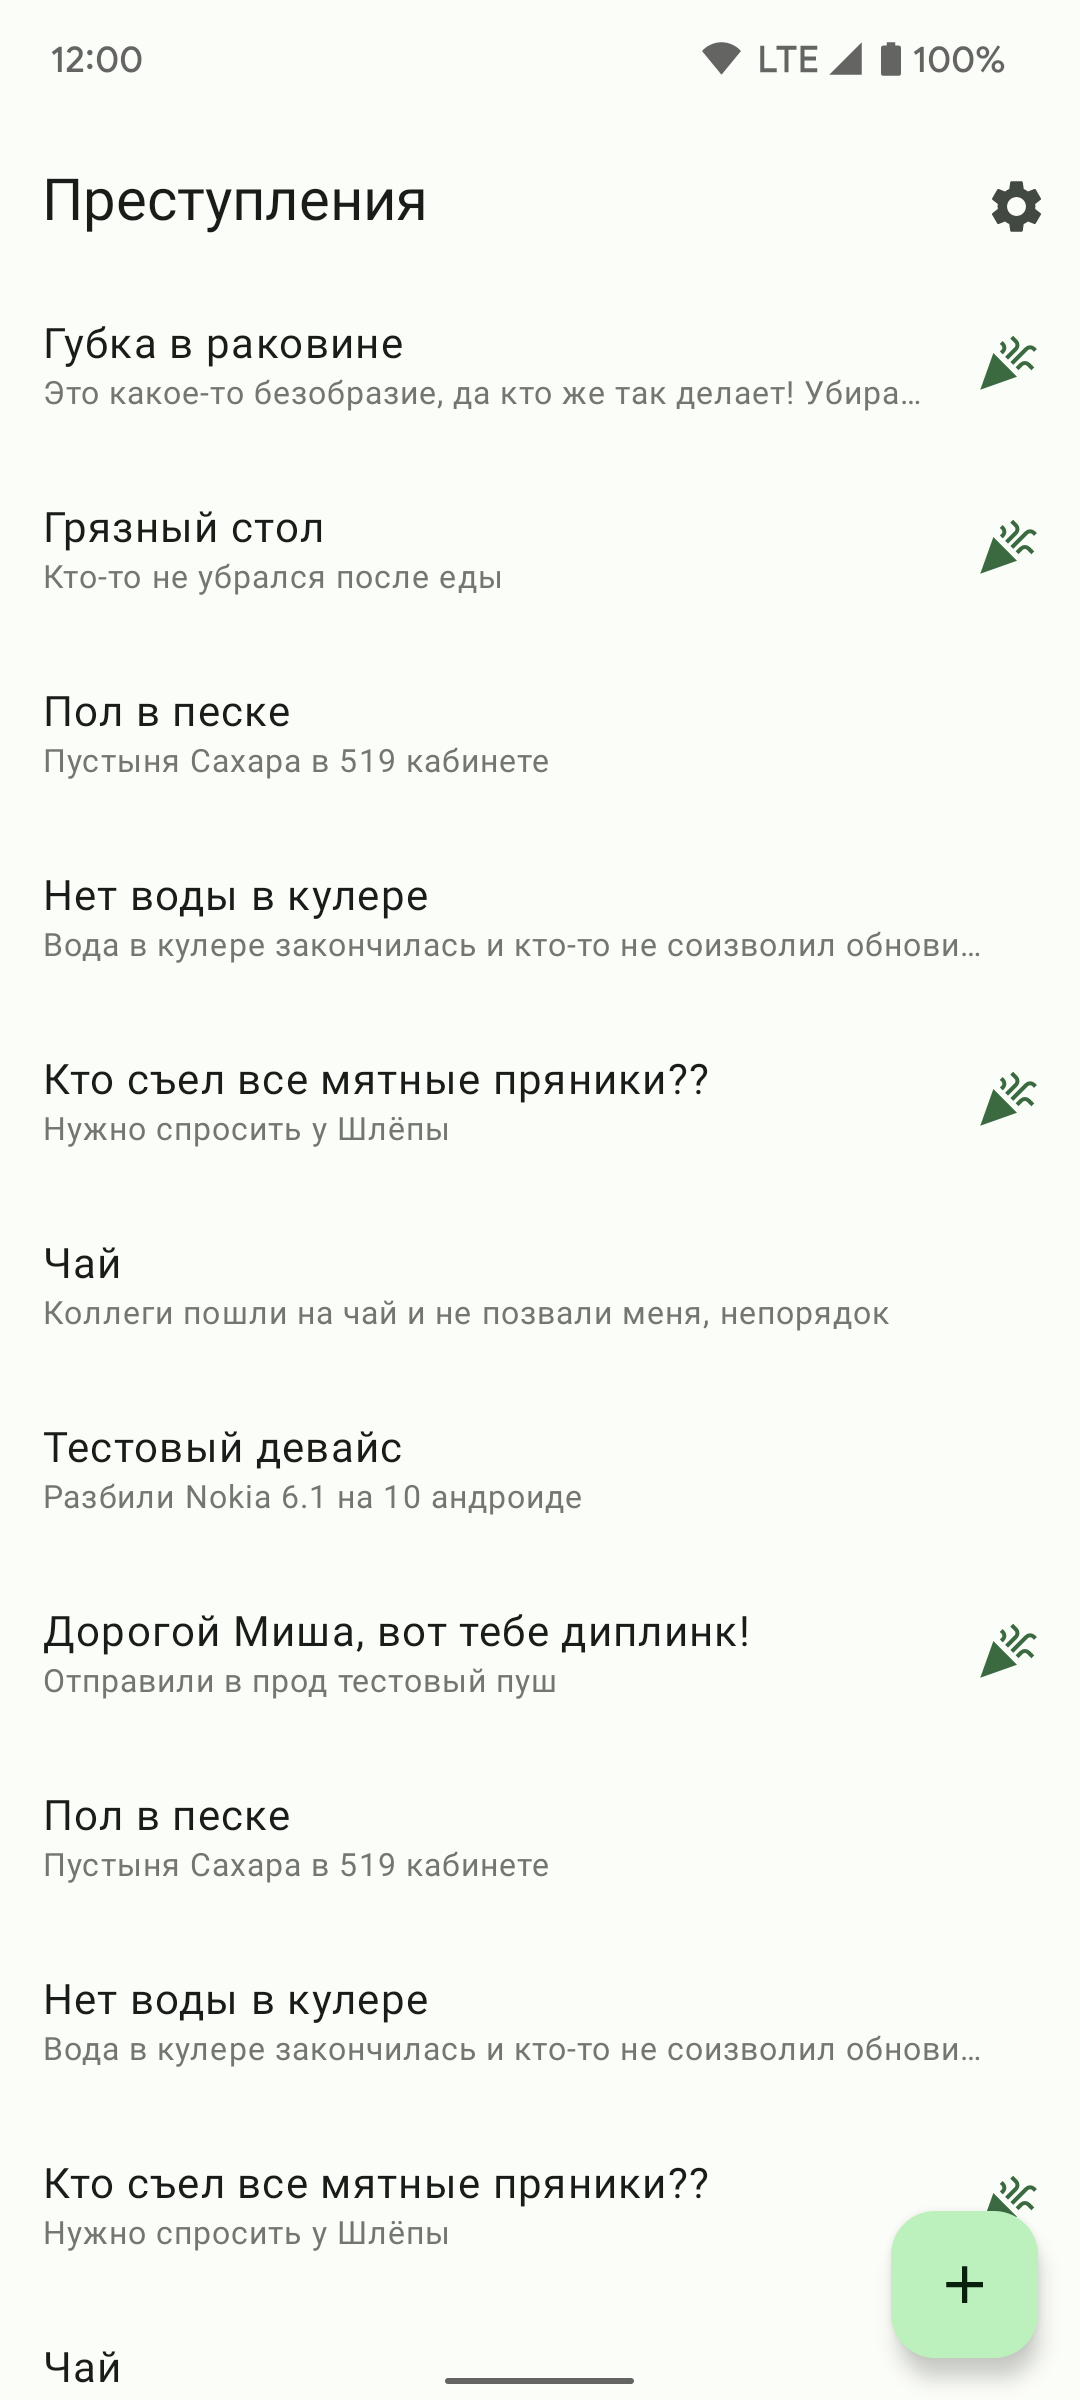 12:00 LTE 100%
Преступления
Губка в раковине
Это какое-то безобразие, да кто же так делает! Убира…
Грязный стол
Кто-то не убрался после еды
Пол в песке
Пустыня Сахара в 519 кабинете
Нет воды в кулере
Вода в кулере закончилась и кто-то не соизволил обнови…
Кто съел все мятные пряники??
Нужно спросить у Шлёпы
Чай
Коллеги пошли на чай и не позвали меня, непорядок
Тестовый девайс
Разбили Nokia 6.1 на 10 андроиде
Дорогой Миша, вот тебе диплинк!
Отправили в прод тестовый пуш
Пол в песке
Пустыня Сахара в 519 кабинете
Нет воды в кулере
Вода в кулере закончилась и кто-то не соизволил обнови…
Кто съел все мятные пряники??
Нужно спросить у Шлёпы
Чай